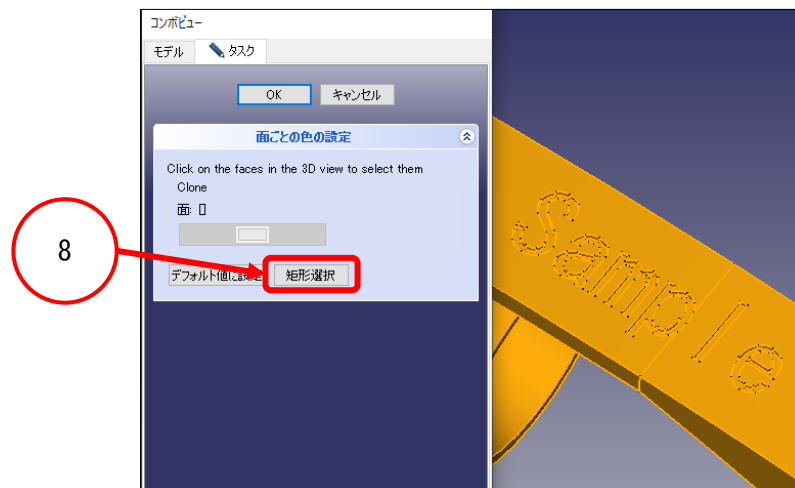 コンボビュー
モデル
タスク
OK
キャンセル
面ごとの色の設定
Click on the faces in the 3D view to select them
Clone
面: []
8
デフォルト値に設定
矩形選択
Sample